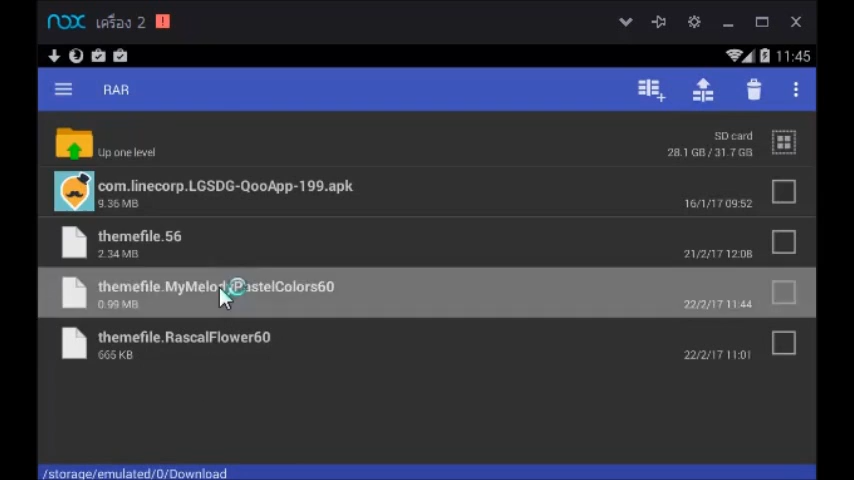 nox เครื่อง 2 !
11:45
RAR
SD card
Up one level
28.1 GB / 31.7 GB
com.linecorp.LGSDG-QooApp-199.apk
9.36 MB
16/1/17 09:52
themefile.56
2.34 MB
21/2/17 12:08
themefile.MyMelodyPastelColors60
0.99 MB
22/2/17 11:44
themefile.RascalFlower60
665 KB
22/2/17 11:01
/storage/emulated/0/Download